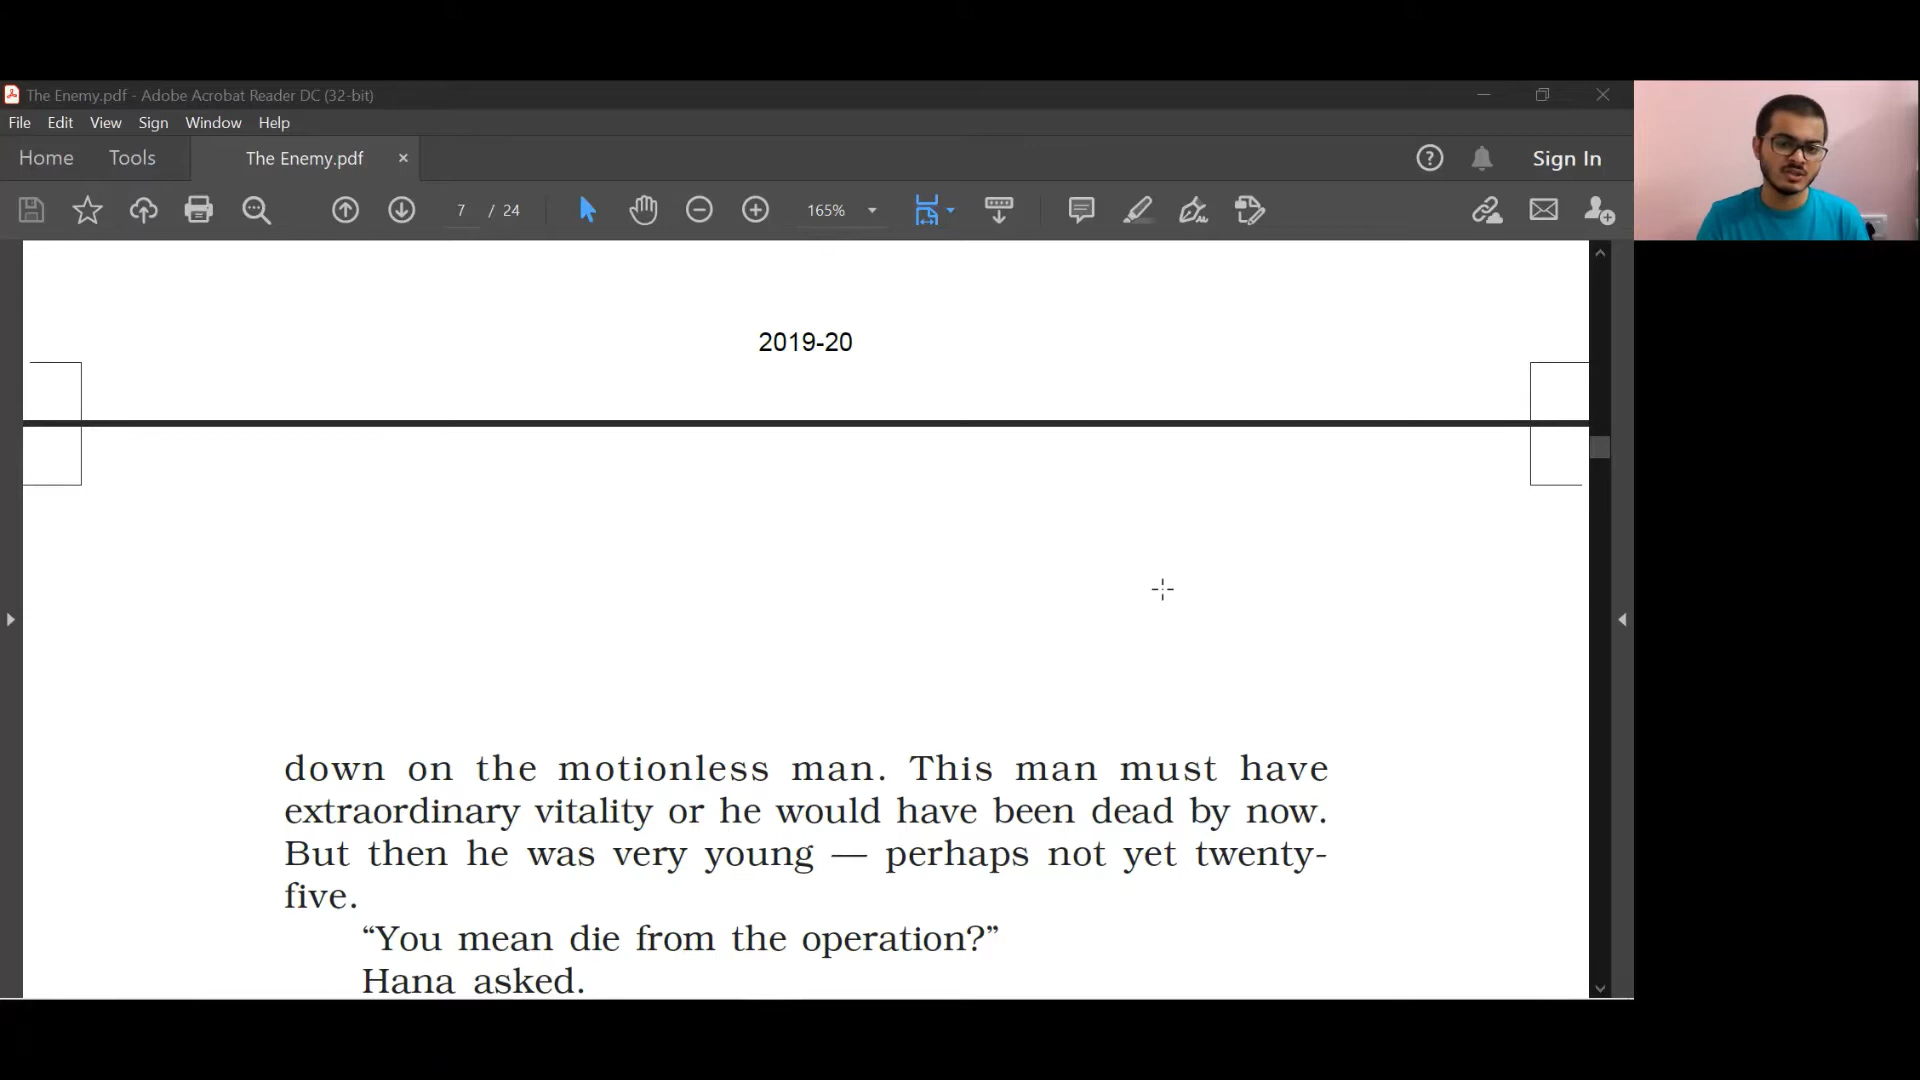 The Enemy.pdf - Adobe Acrobat Reader DC (32-bit)
File Edit View Sign Window Help
Home Tools The Enemy.pdf × Sign In
7 / 24 165%
2019-20
down on the motionless man. This man must have
extraordinary vitality or he would have been dead by now.
But then he was very young — perhaps not yet twenty-
five.
“You mean die from the operation?”
Hana asked.